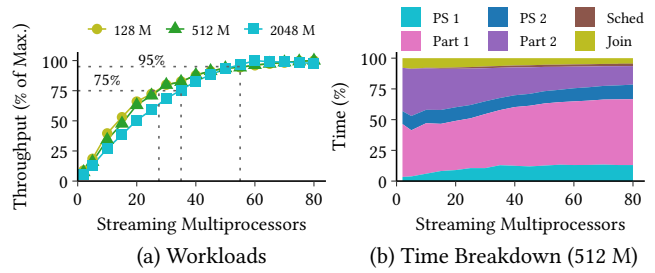 128 M 512 M 2048 M
Throughput (% of Max.)
100
75
50
25
0
95%
75%
0 20 40 60 80
Streaming Multiprocessors
(a) Workloads
PS 1 PS 2 Sched
Part 1 Part 2 Join
Time (%)
100
75
50
25
0
0 20 40 60 80
Streaming Multiprocessors
(b) Time Breakdown (512 M)